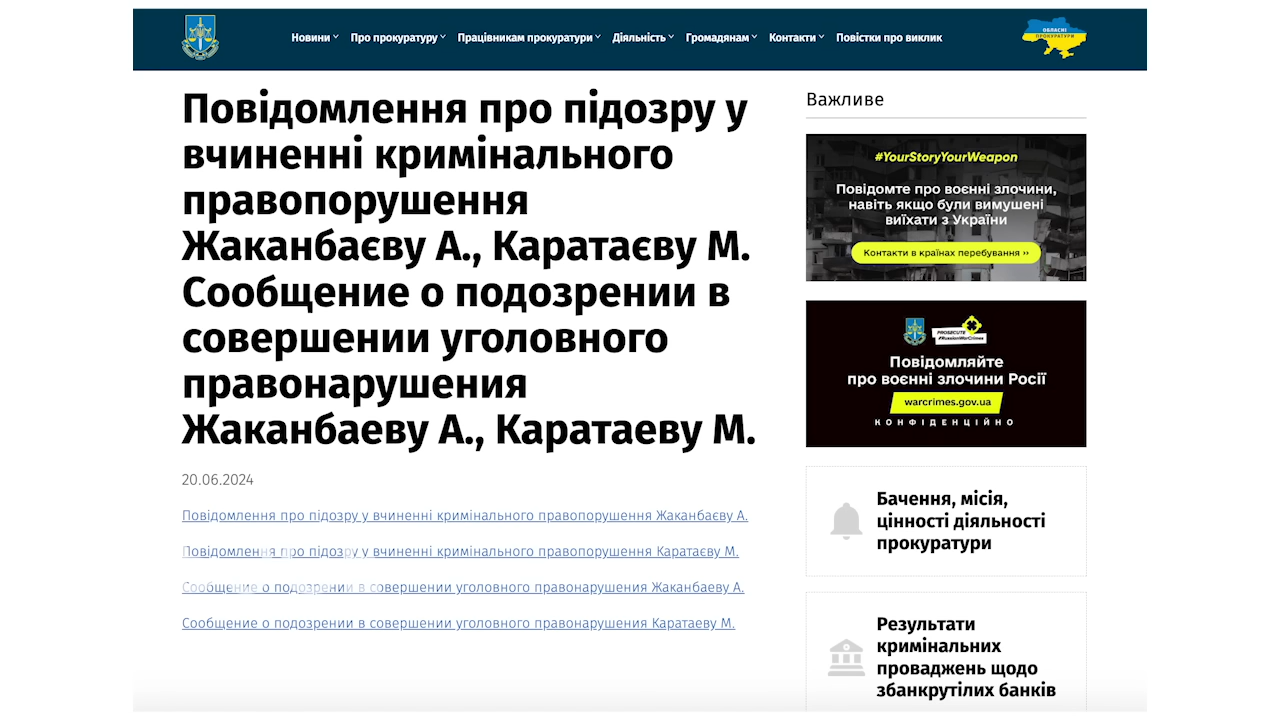 Новини Про прокуратуру Працівникам прокуратури Діяльність Громадянам Контакти Повістки про виклик
ОБЛАСНІ
ПРОКУРАТУРИ
Повідомлення про підозру у
вчиненні кримінального
правопорушення
Жаканбаєву А., Каратаєву М.
Сообщение о подозрении в
совершении уголовного
правонарушения
Жаканбаеву А., Каратаеву М.
20.06.2024
Повідомлення про підозру у вчиненні кримінального правопорушення Жаканбаєву А.
Повідомлення про підозру у вчиненні кримінального правопорушення Каратаєву М.
Сообщение о подозрении в совершении уголовного правонарушения Жаканбаеву А.
Сообщение о подозрении в совершении уголовного правонарушения Каратаеву М.
Важливе
#YourStoryYourWeapon
Повідомте про воєнні злочини,
навіть якщо були вимушені
виїхати з України
Контакти в країнах перебування ››
PROSECUTE
#RussianWarCrimes
Повідомляйте
про воєнні злочини Росії
warcrimes.gov.ua
КОНФІДЕНЦІЙНО
Бачення, місія,
цінності діяльності
прокуратури
Результати
кримінальних
проваджень щодо
збанкрутілих банків